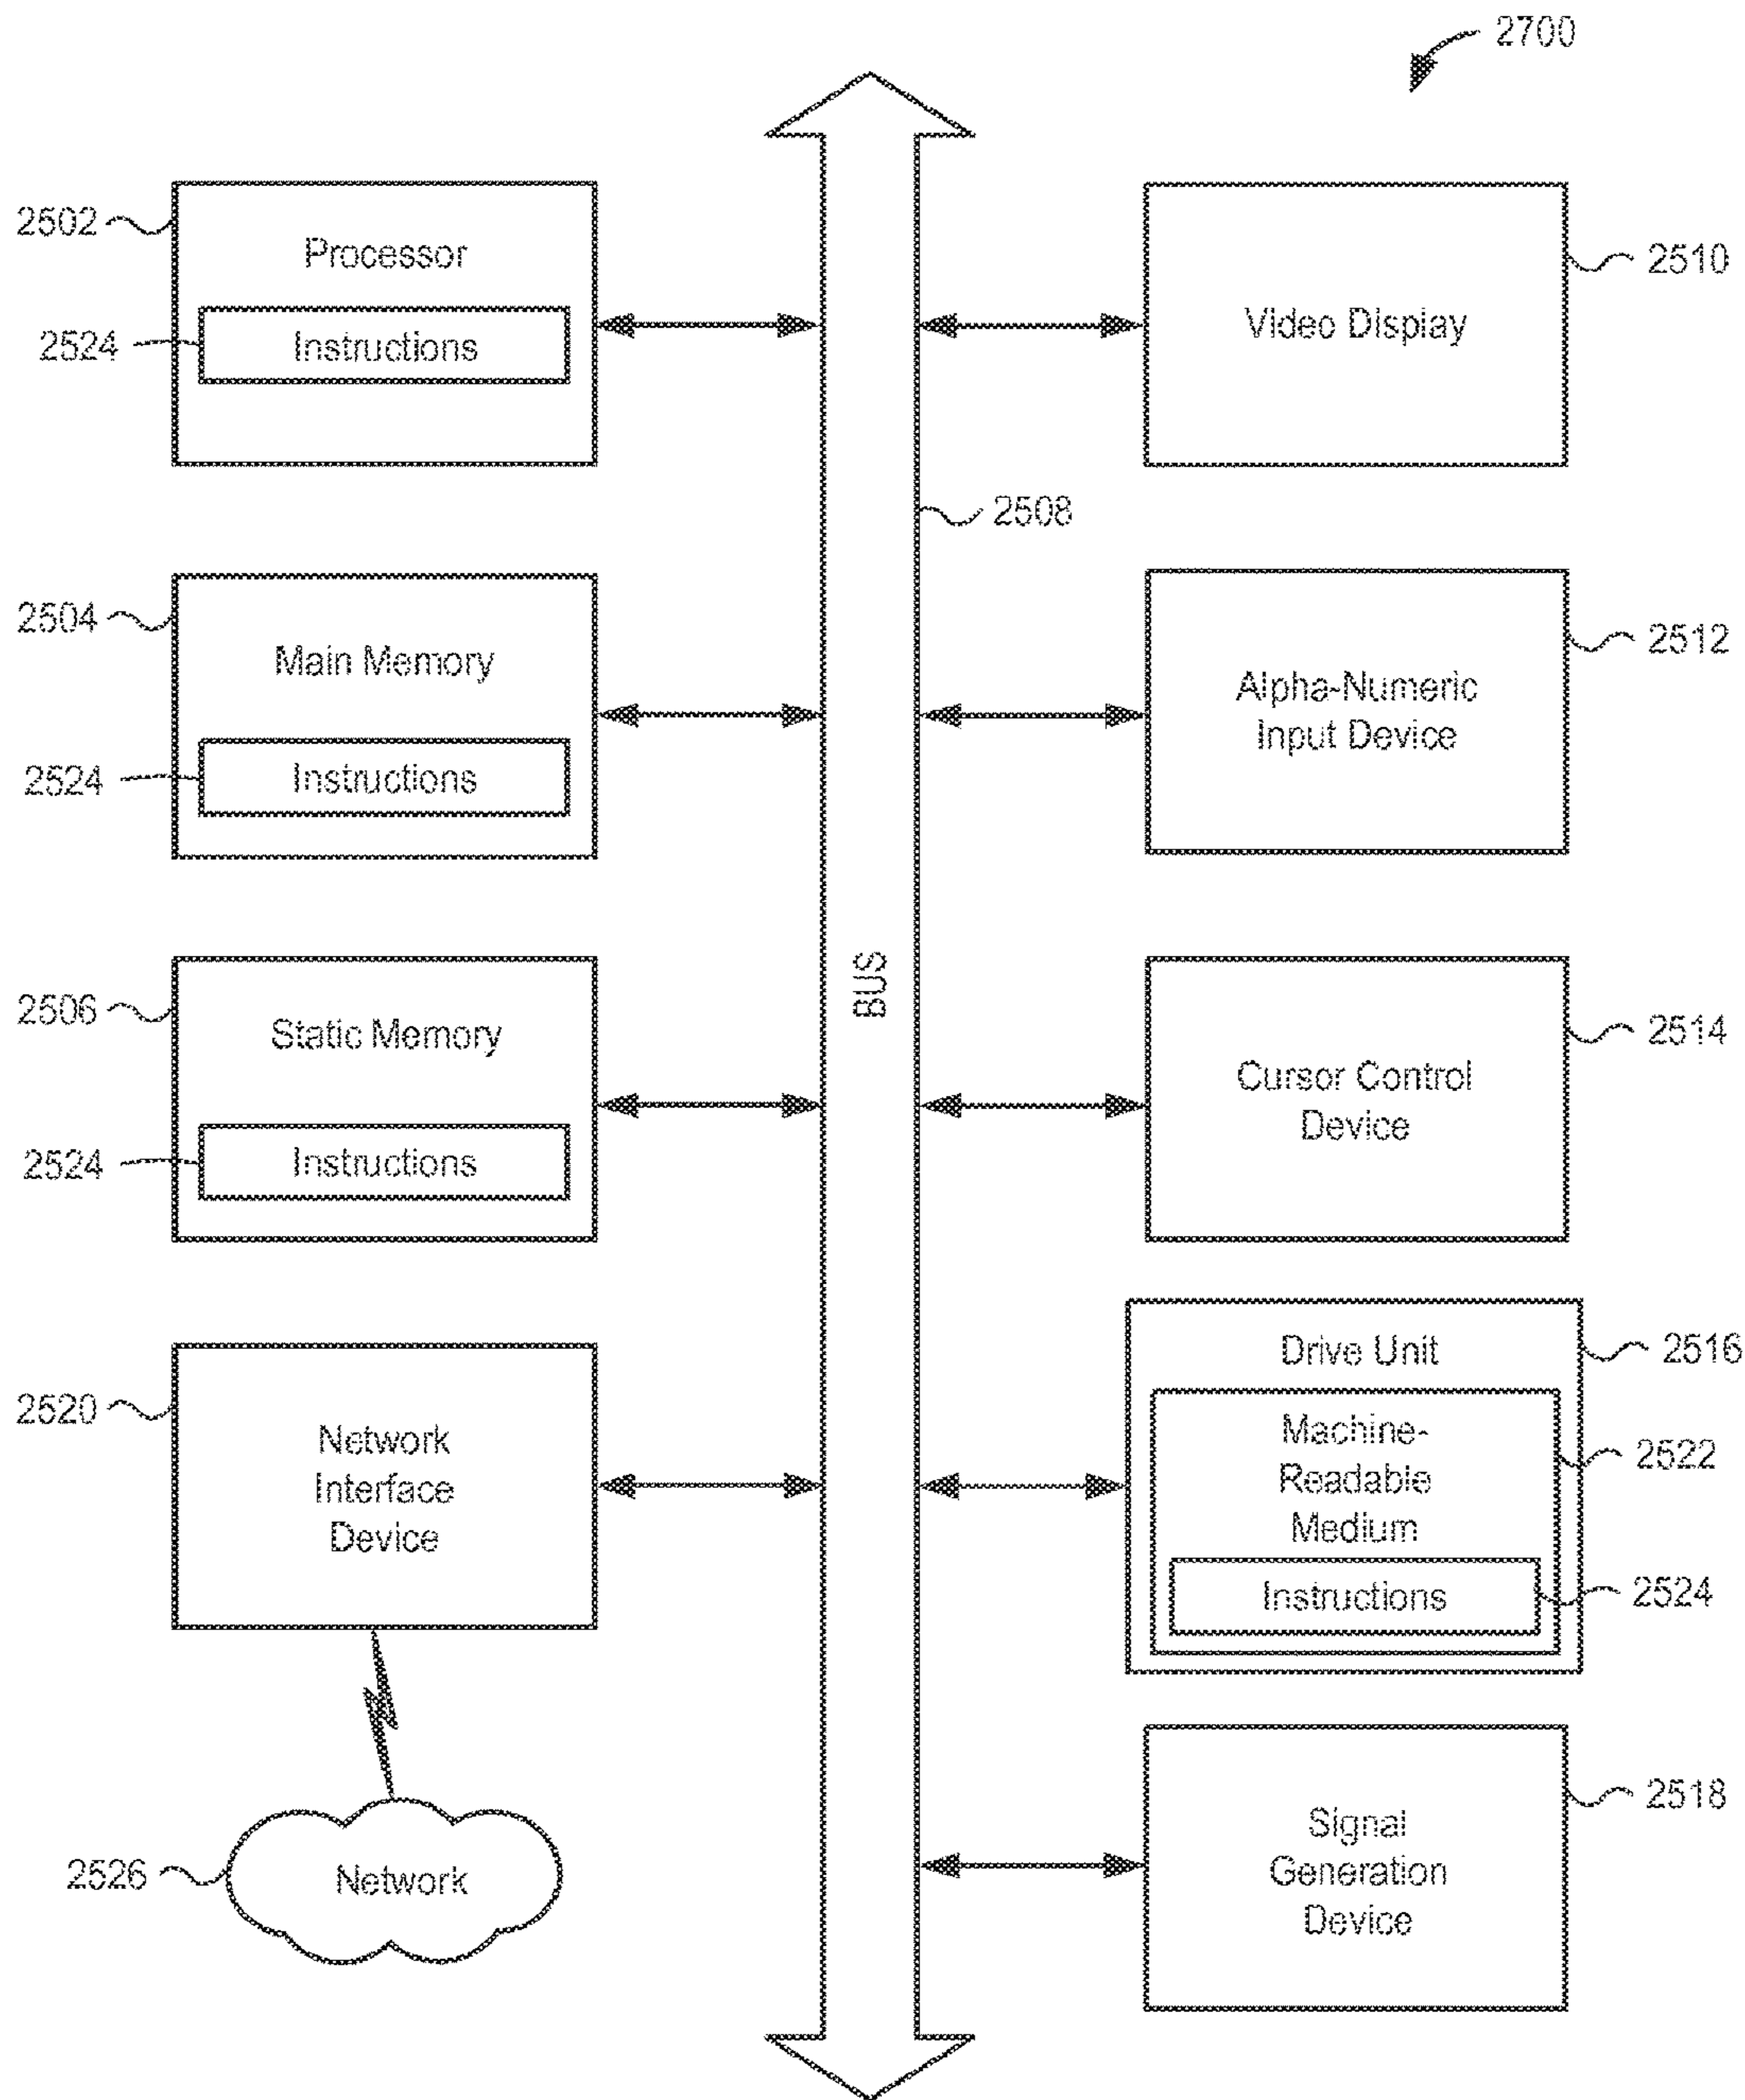 2700
2502
Processor
2524
Instructions
2504
Main Memory
2524
Instructions
2506
Static Memory
2524
Instructions
2520
Network
Interface
Device
2526
Network
BUS
2508
2510
Video Display
2512
Alpha-Numeric
Input Device
2514
Cursor Control
Device
2516
Drive Unit
2522
Machine-
Readable
Medium
2524
Instructions
2518
Signal
Generation
Device